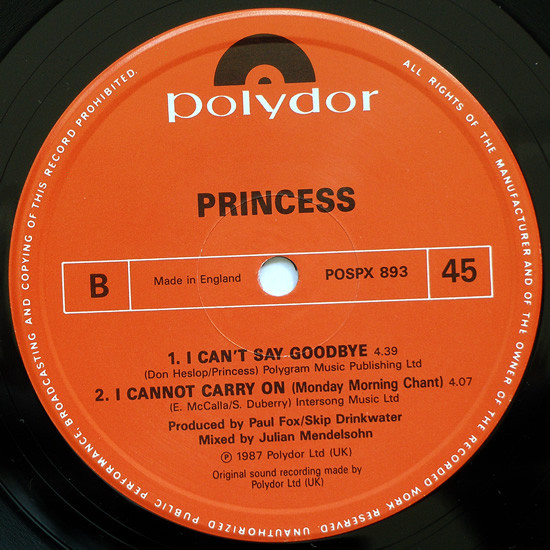 polydor
PRINCESS
B
Made in England
POSPX 893
45
1. I CAN'T SAY GOODBYE 4.39
(Don Heslop/Princess) Polygram Music Publishing Ltd
2. I CANNOT CARRY ON (Monday Morning Chant) 4.07
(E. McCalla/S. Duberry) Intersong Music Ltd
Produced by Paul Fox/Skip Drinkwater
Mixed by Julian Mendelsohn
℗ 1987 Polydor Ltd (UK)
Original sound recording made by
Polydor Ltd (UK)
ALL RIGHTS OF THE MANUFACTURER AND OF THE OWNER OF THE RECORDED WORK RESERVED. UNAUTHORIZED PUBLIC PERFORMANCE, BROADCASTING AND COPYING OF THIS RECORD PROHIBITED.